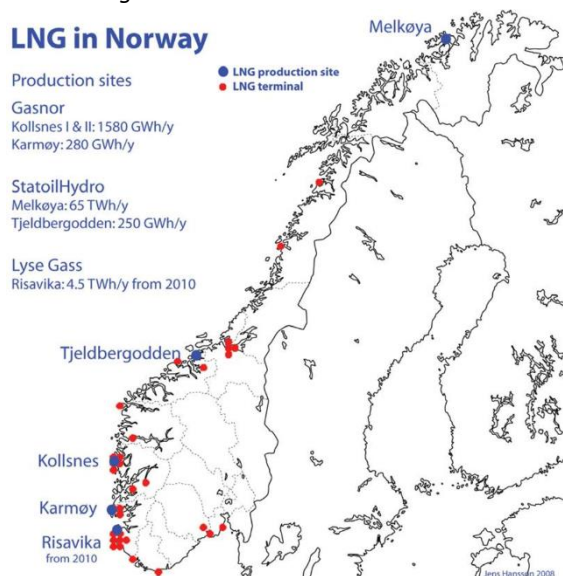 LNG in Norway
Production sites
Gasnor
Kollsnes I & II: 1580 GWh/y
Karmøy: 280 GWh/y
StatoilHydro
Melkøya: 65 TWh/y
Tjeldbergodden: 250 GWh/y
Lyse Gass
Risavika: 4.5 TWh/y from 2010
LNG production site
LNG terminal
Melkøya
Tjeldbergodden
Kollsnes
Karmøy
Risavika
from 2010
Jens Hansson 2008